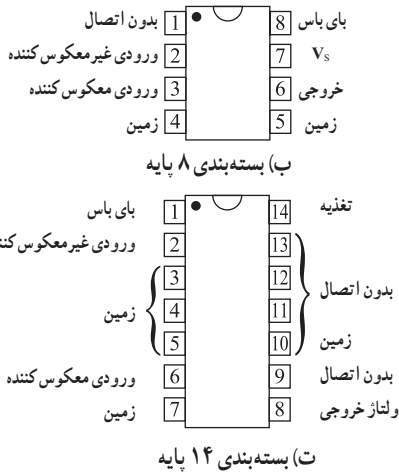 بدون اتصال 1 8 بای باس
ورودی غیرمعکوس کننده 2 7 Vs
ورودی معکوس کننده 3 6 خروجی
زمین 4 5 زمین
ب) بسته‌بندی ۸ پایه
بای باس 1 14 تغذیه
ورودی غیرمعکوس کنن 2 13
3 12 بدون اتصال
زمین 4 11
5 10 زمین
ورودی معکوس کننده 6 9 بدون اتصال
زمین 7 8 ولتاژ خروجی
ت) بسته‌بندی ۱۴ پایه